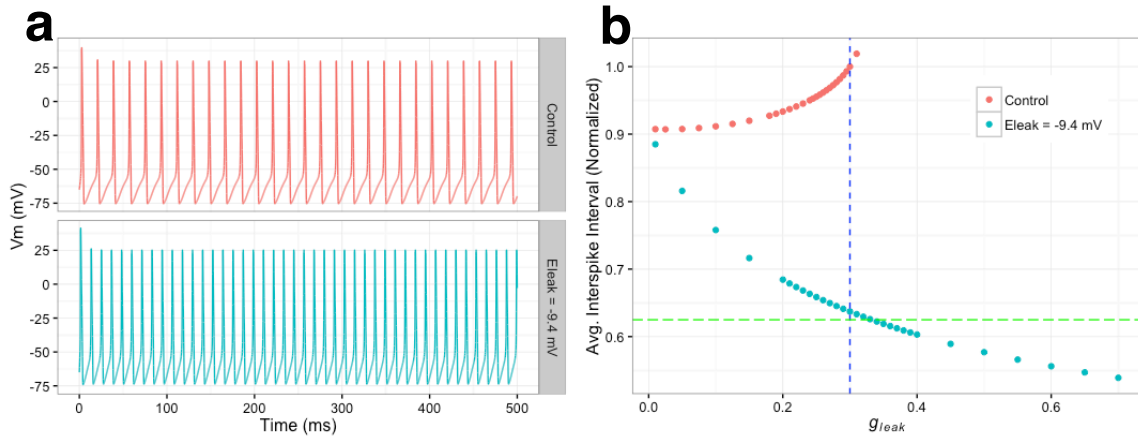 a
25
0
-25
-50
-75
Control
25
0
-25
-50
-75
Eleak = -9.4 mV
Vm (mV)
0
100
200
300
400
500
Time (ms)
b
1.0
0.9
0.8
0.7
0.6
Avg. Interspike Interval (Normalized)
Control
Eleak = -9.4 mV
0.0
0.2
0.4
0.6
gleak